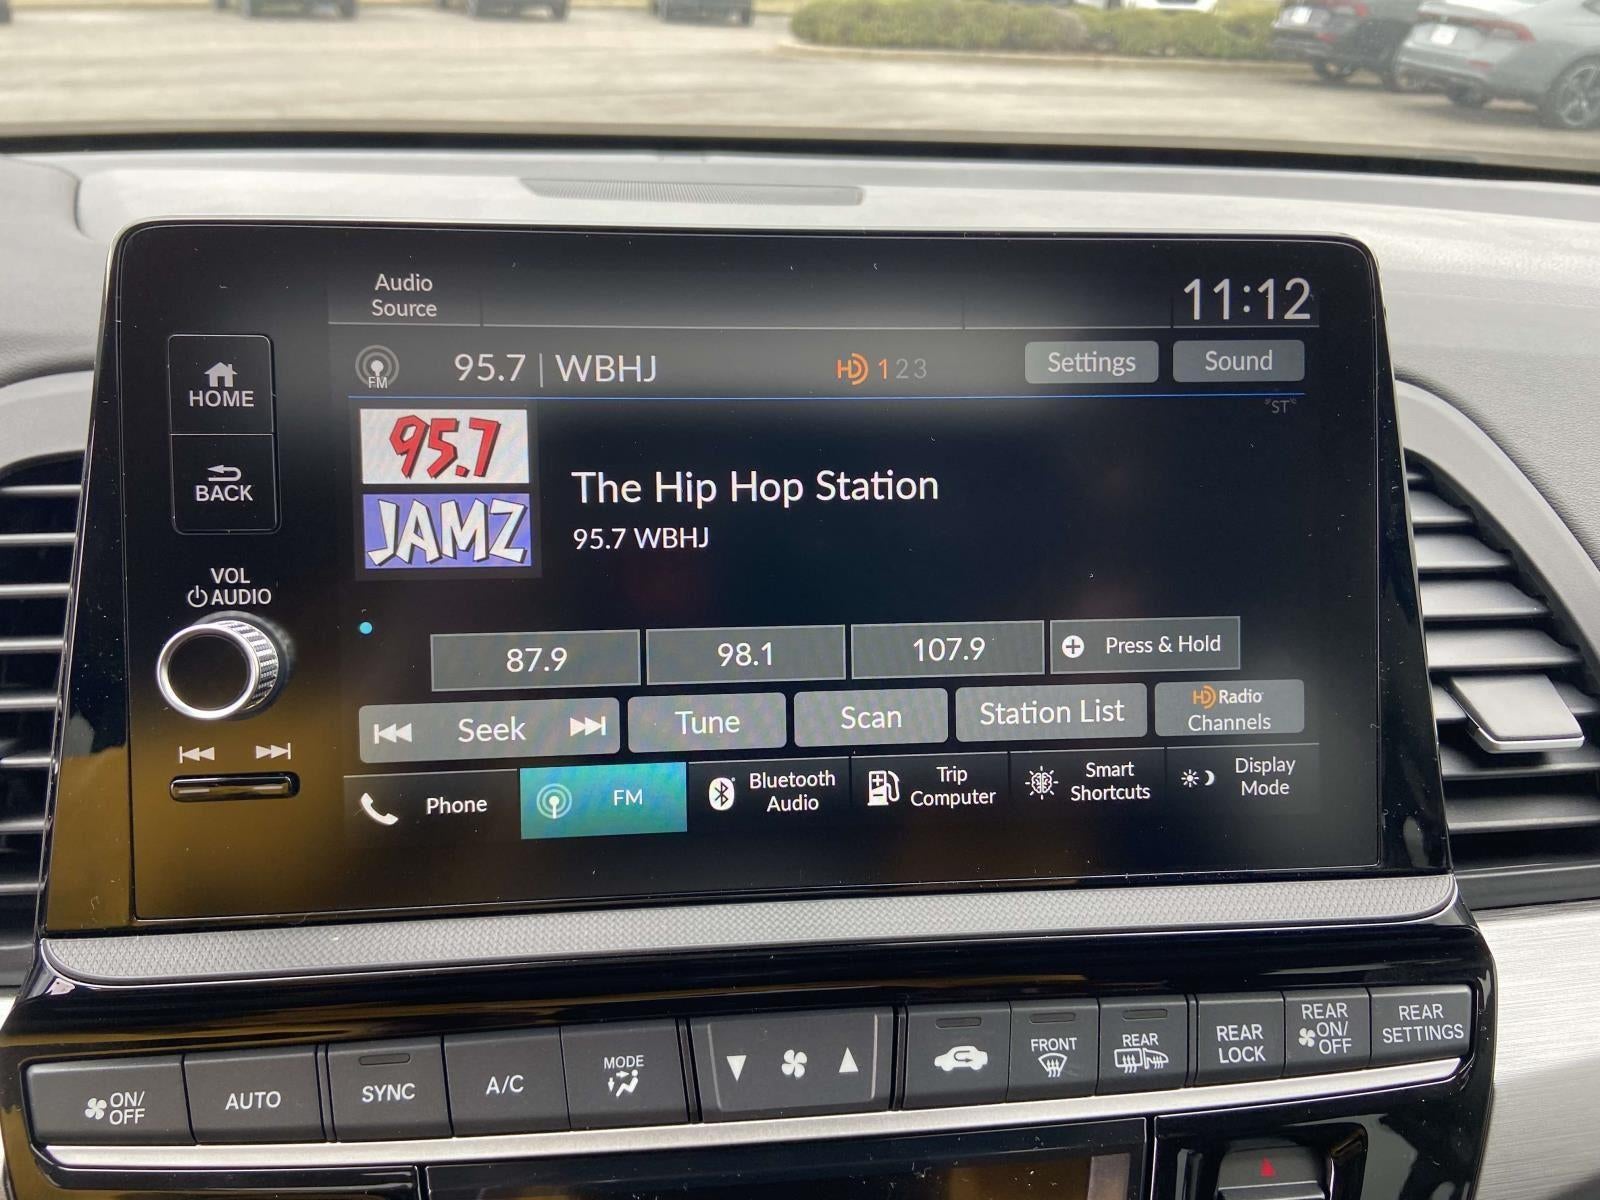 Audio
Source
11:12
FM
95.7 | WBHJ
HD 1 2 3
Settings
Sound
ST
HOME
BACK
95.7
JAMZ
The Hip Hop Station
95.7 WBHJ
VOL
AUDIO
87.9
98.1
107.9
Press & Hold
Seek
Tune
Scan
Station List
HD Radio
Channels
Phone
FM
Bluetooth
Audio
Trip
Computer
Smart
Shortcuts
Display
Mode
ON/
OFF
AUTO
SYNC
A/C
MODE
FRONT
REAR
REAR
LOCK
REAR
ON/
OFF
REAR
SETTINGS